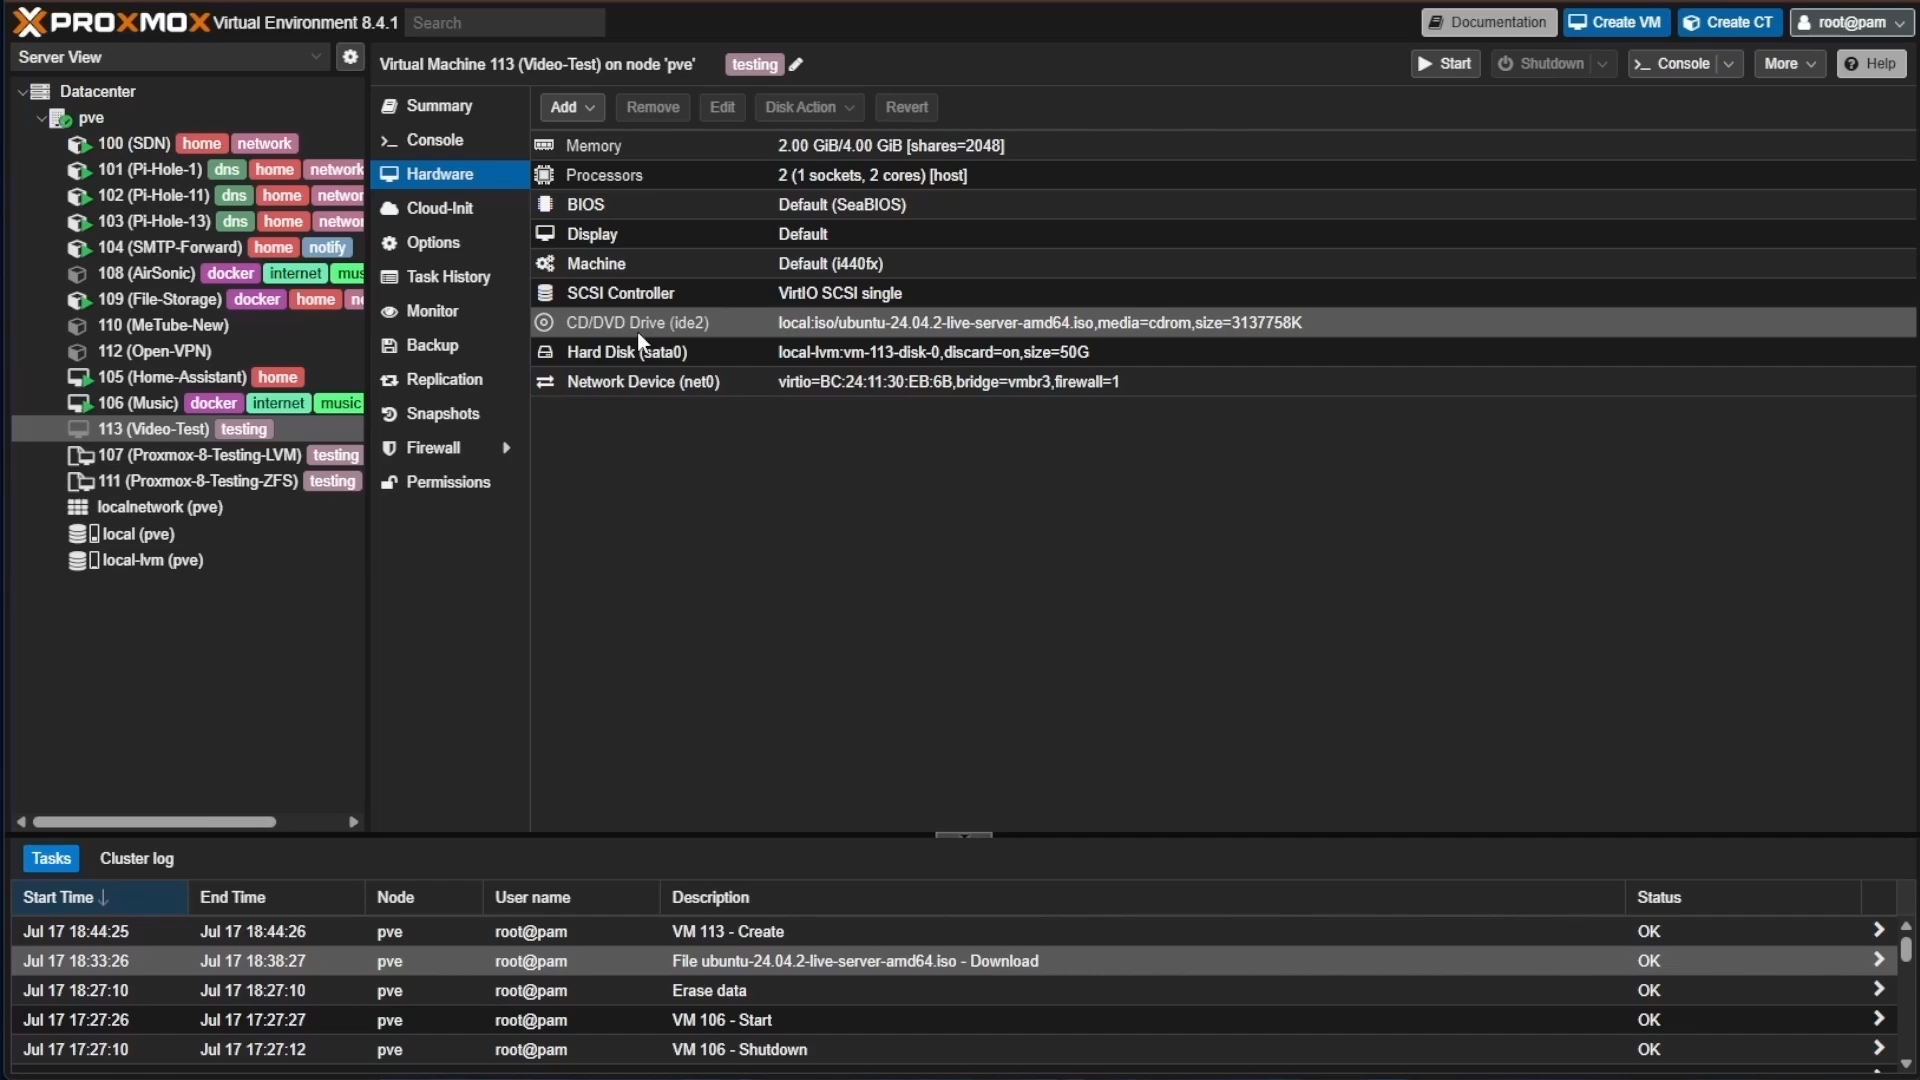 PROXMOX Virtual Environment 8.4.1 Search Documentation Create VM Create CT root@pam
Server View
Virtual Machine 113 (Video-Test) on node 'pve' testing Start Shutdown Console More Help
Datacenter
pve
100 (SDN) home network
101 (Pi-Hole-1) dns home network
102 (Pi-Hole-11) dns home networ
103 (Pi-Hole-13) dns home networ
104 (SMTP-Forward) home notify
108 (AirSonic) docker internet mus
109 (File-Storage) docker home ne
110 (MeTube-New)
112 (Open-VPN)
105 (Home-Assistant) home
106 (Music) docker internet music
113 (Video-Test) testing
107 (Proxmox-8-Testing-LVM) testing
111 (Proxmox-8-Testing-ZFS) testing
localnetwork (pve)
local (pve)
local-lvm (pve)
Summary
Console
Hardware
Cloud-Init
Options
Task History
Monitor
Backup
Replication
Snapshots
Firewall
Permissions
Add Remove Edit Disk Action Revert
Memory 2.00 GiB/4.00 GiB [shares=2048]
Processors 2 (1 sockets, 2 cores) [host]
BIOS Default (SeaBIOS)
Display Default
Machine Default (i440fx)
SCSI Controller VirtIO SCSI single
CD/DVD Drive (ide2) local:iso/ubuntu-24.04.2-live-server-amd64.iso,media=cdrom,size=3137758K
Hard Disk (sata0) local-lvm:vm-113-disk-0,discard=on,size=50G
Network Device (net0) virtio=BC:24:11:30:EB:6B,bridge=vmbr3,firewall=1
Tasks Cluster log
Start Time End Time Node User name Description Status
Jul 17 18:44:25 Jul 17 18:44:26 pve root@pam VM 113 - Create OK
Jul 17 18:33:26 Jul 17 18:38:27 pve root@pam File ubuntu-24.04.2-live-server-amd64.iso - Download OK
Jul 17 18:27:10 Jul 17 18:27:10 pve root@pam Erase data OK
Jul 17 17:27:26 Jul 17 17:27:27 pve root@pam VM 106 - Start OK
Jul 17 17:27:10 Jul 17 17:27:12 pve root@pam VM 106 - Shutdown OK